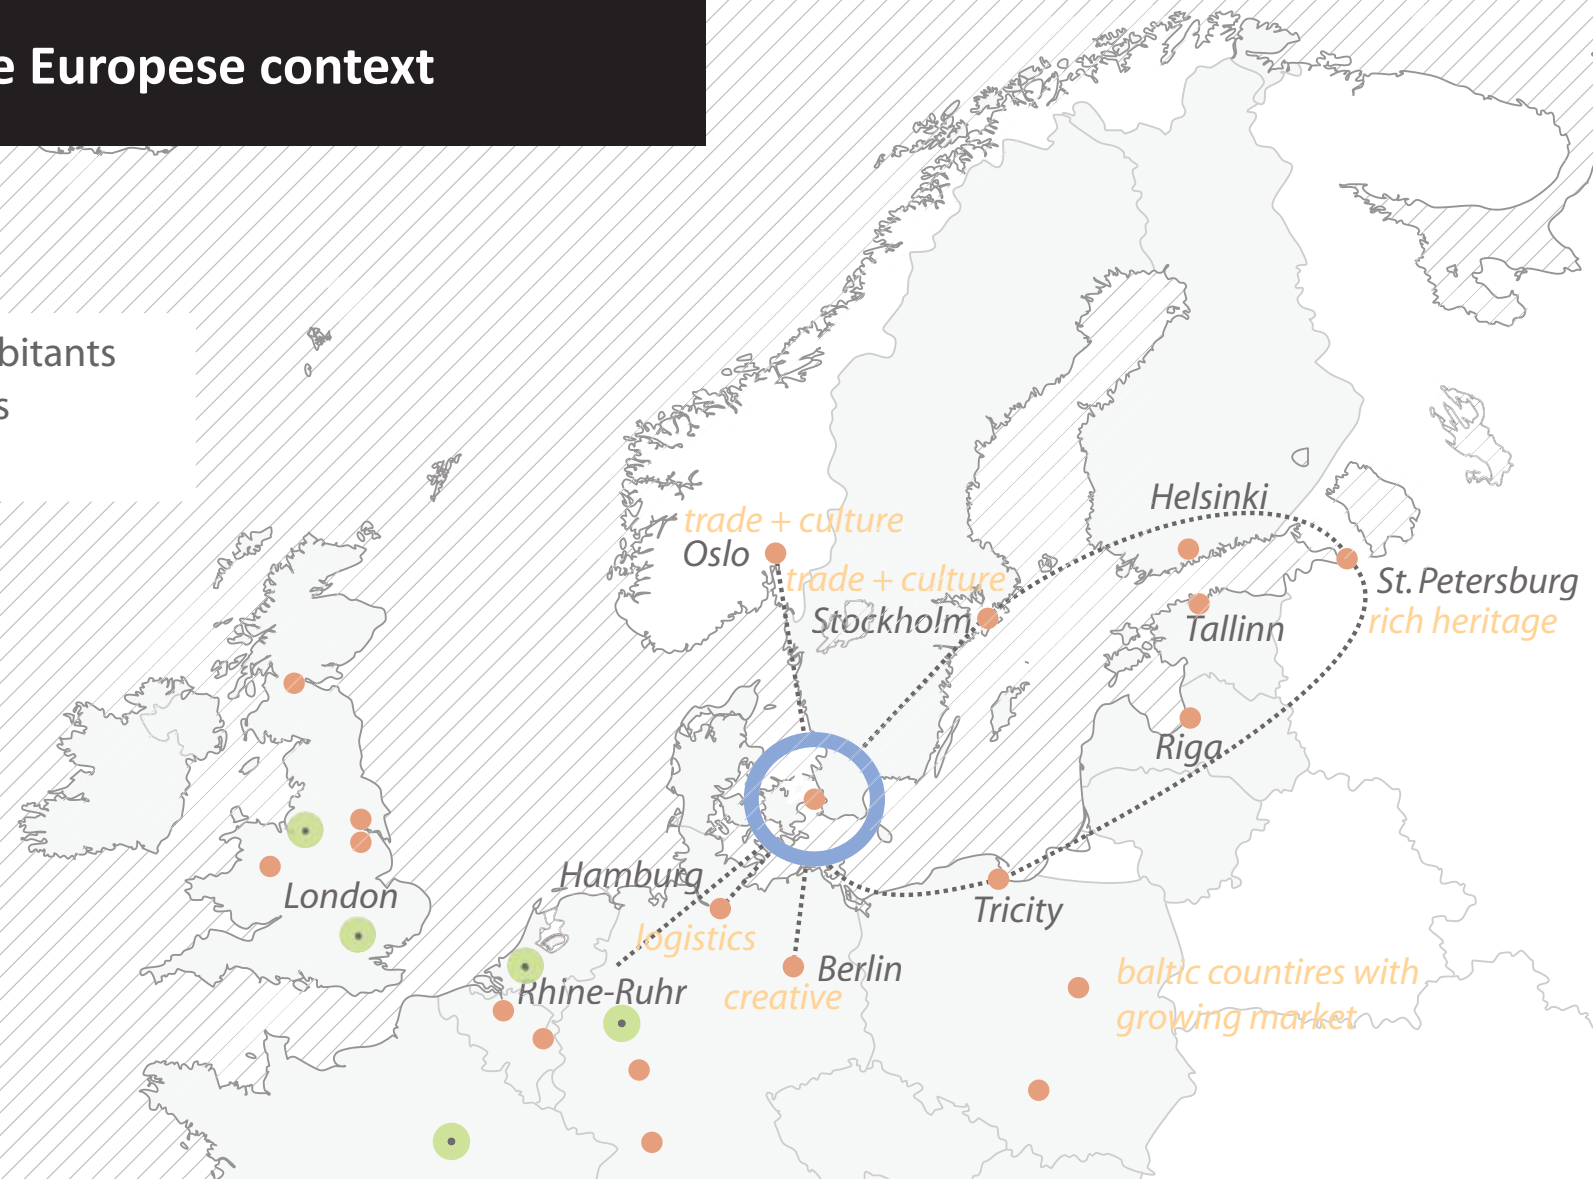 e Europese context
bitants
s
Helsinki
trade + culture
Oslo
trade + culture
St. Petersburg
Stockholm
rich heritage
Tallinn
Riga
Hamburg
London
Tricity
logistics
Berlin
baltic countires with
growing market
Rhine-Ruhr
creative